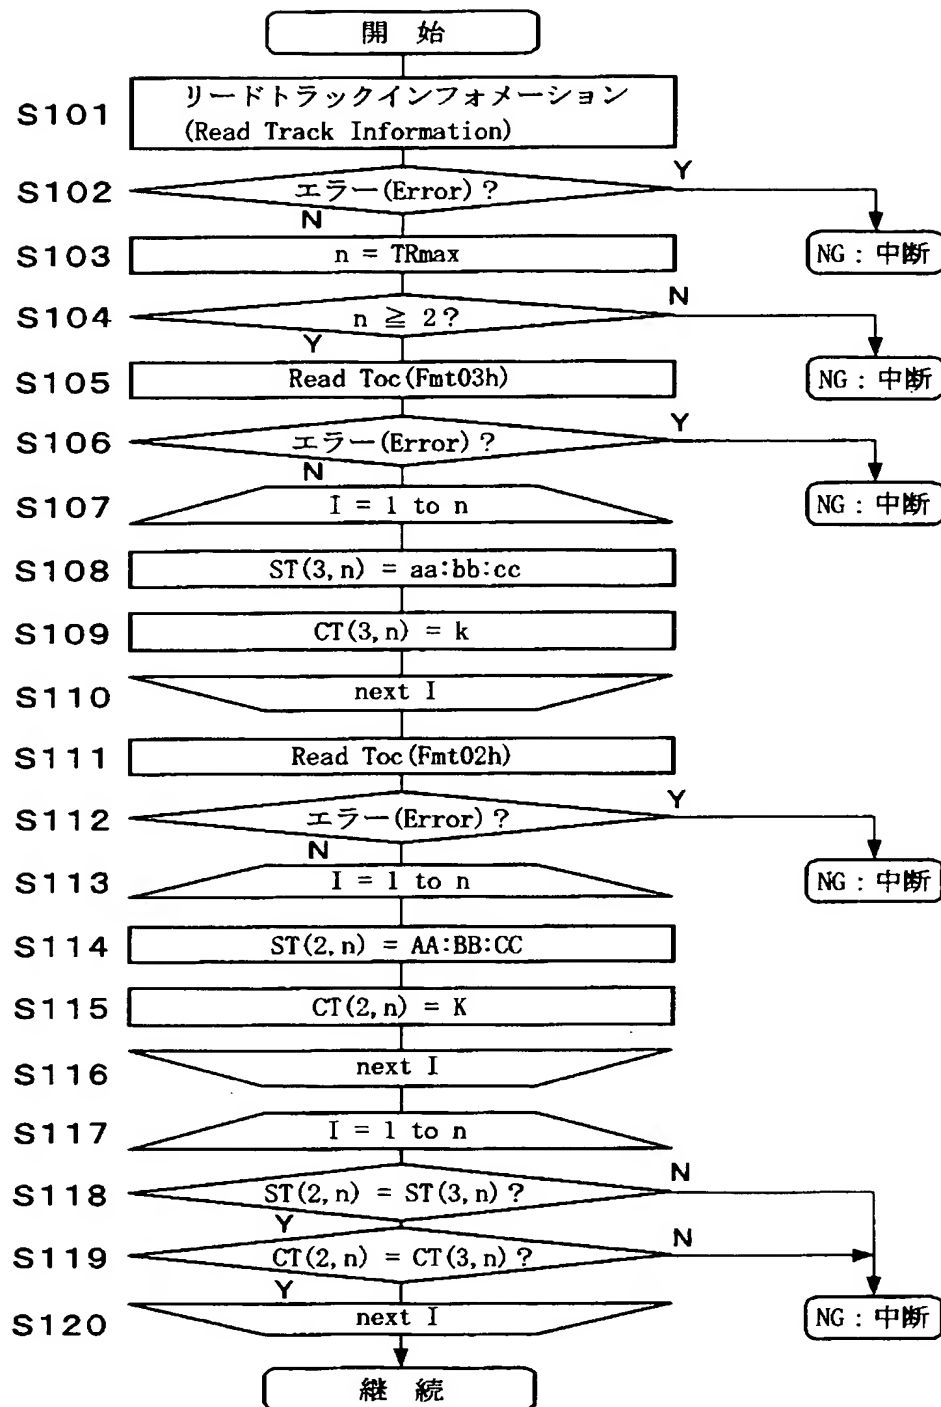 開 始
S101
リードトラックインフォメーション
(Read Track Information)
S102
エラー(Error)?
Y
N
NG:中断
S103
n = TRmax
S104
n ≧ 2?
N
Y
NG:中断
S105
Read Toc(Fmt03h)
S106
エラー(Error)?
Y
N
NG:中断
S107
I = 1 to n
S108
ST(3,n) = aa:bb:cc
S109
CT(3,n) = k
S110
next I
S111
Read Toc(Fmt02h)
S112
エラー(Error)?
Y
N
NG:中断
S113
I = 1 to n
S114
ST(2,n) = AA:BB:CC
S115
CT(2,n) = K
S116
next I
S117
I = 1 to n
S118
ST(2,n) = ST(3,n)?
N
Y
S119
CT(2,n) = CT(3,n)?
N
Y
NG:中断
S120
next I
継 続